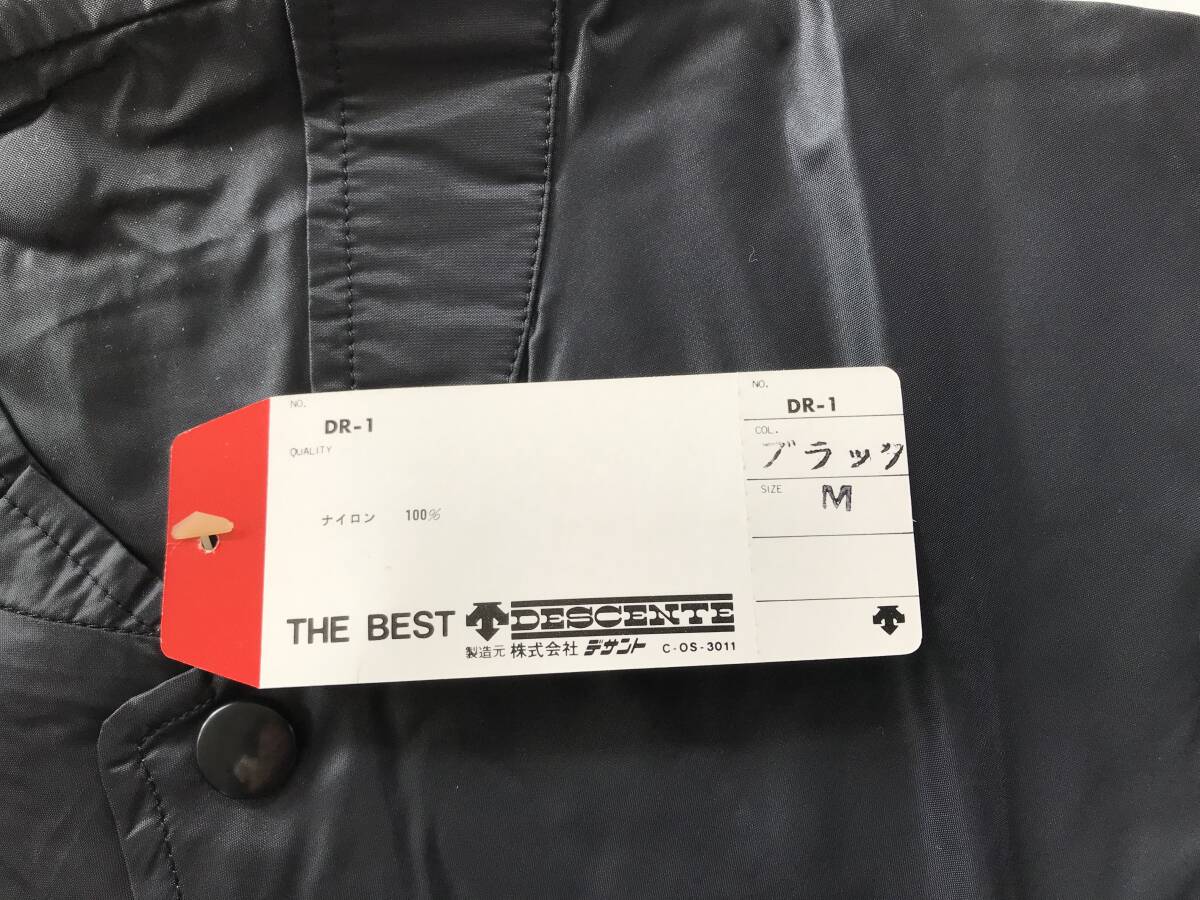 NO.
DR-1
QUALITY
ナイロン 100%
THE BEST DESCENTE
製造元 株式会社 デサント C-OS-3011
NO.
DR-1
COL.
ブラック
SIZE
M